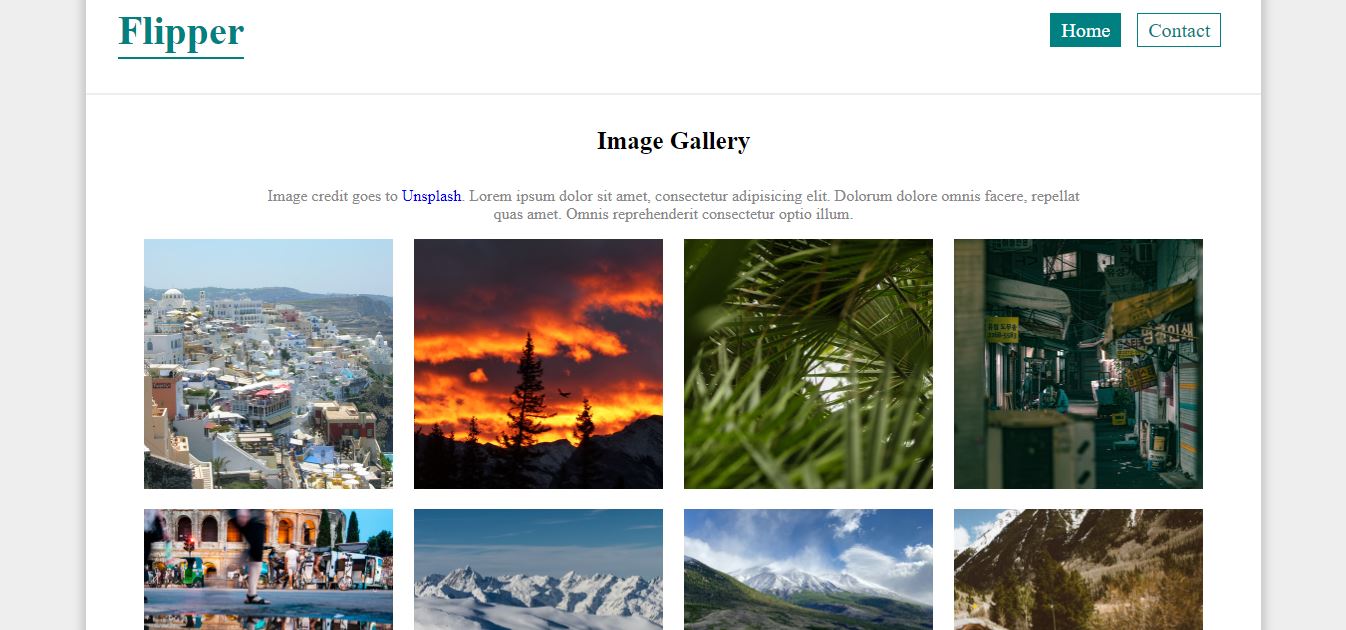 Flipper
Home
Contact
Image Gallery
Image credit goes to Unsplash. Lorem ipsum dolor sit amet, consectetur adipisicing elit. Dolorum dolore omnis facere, repellat
quas amet. Omnis reprehenderit consectetur optio illum.